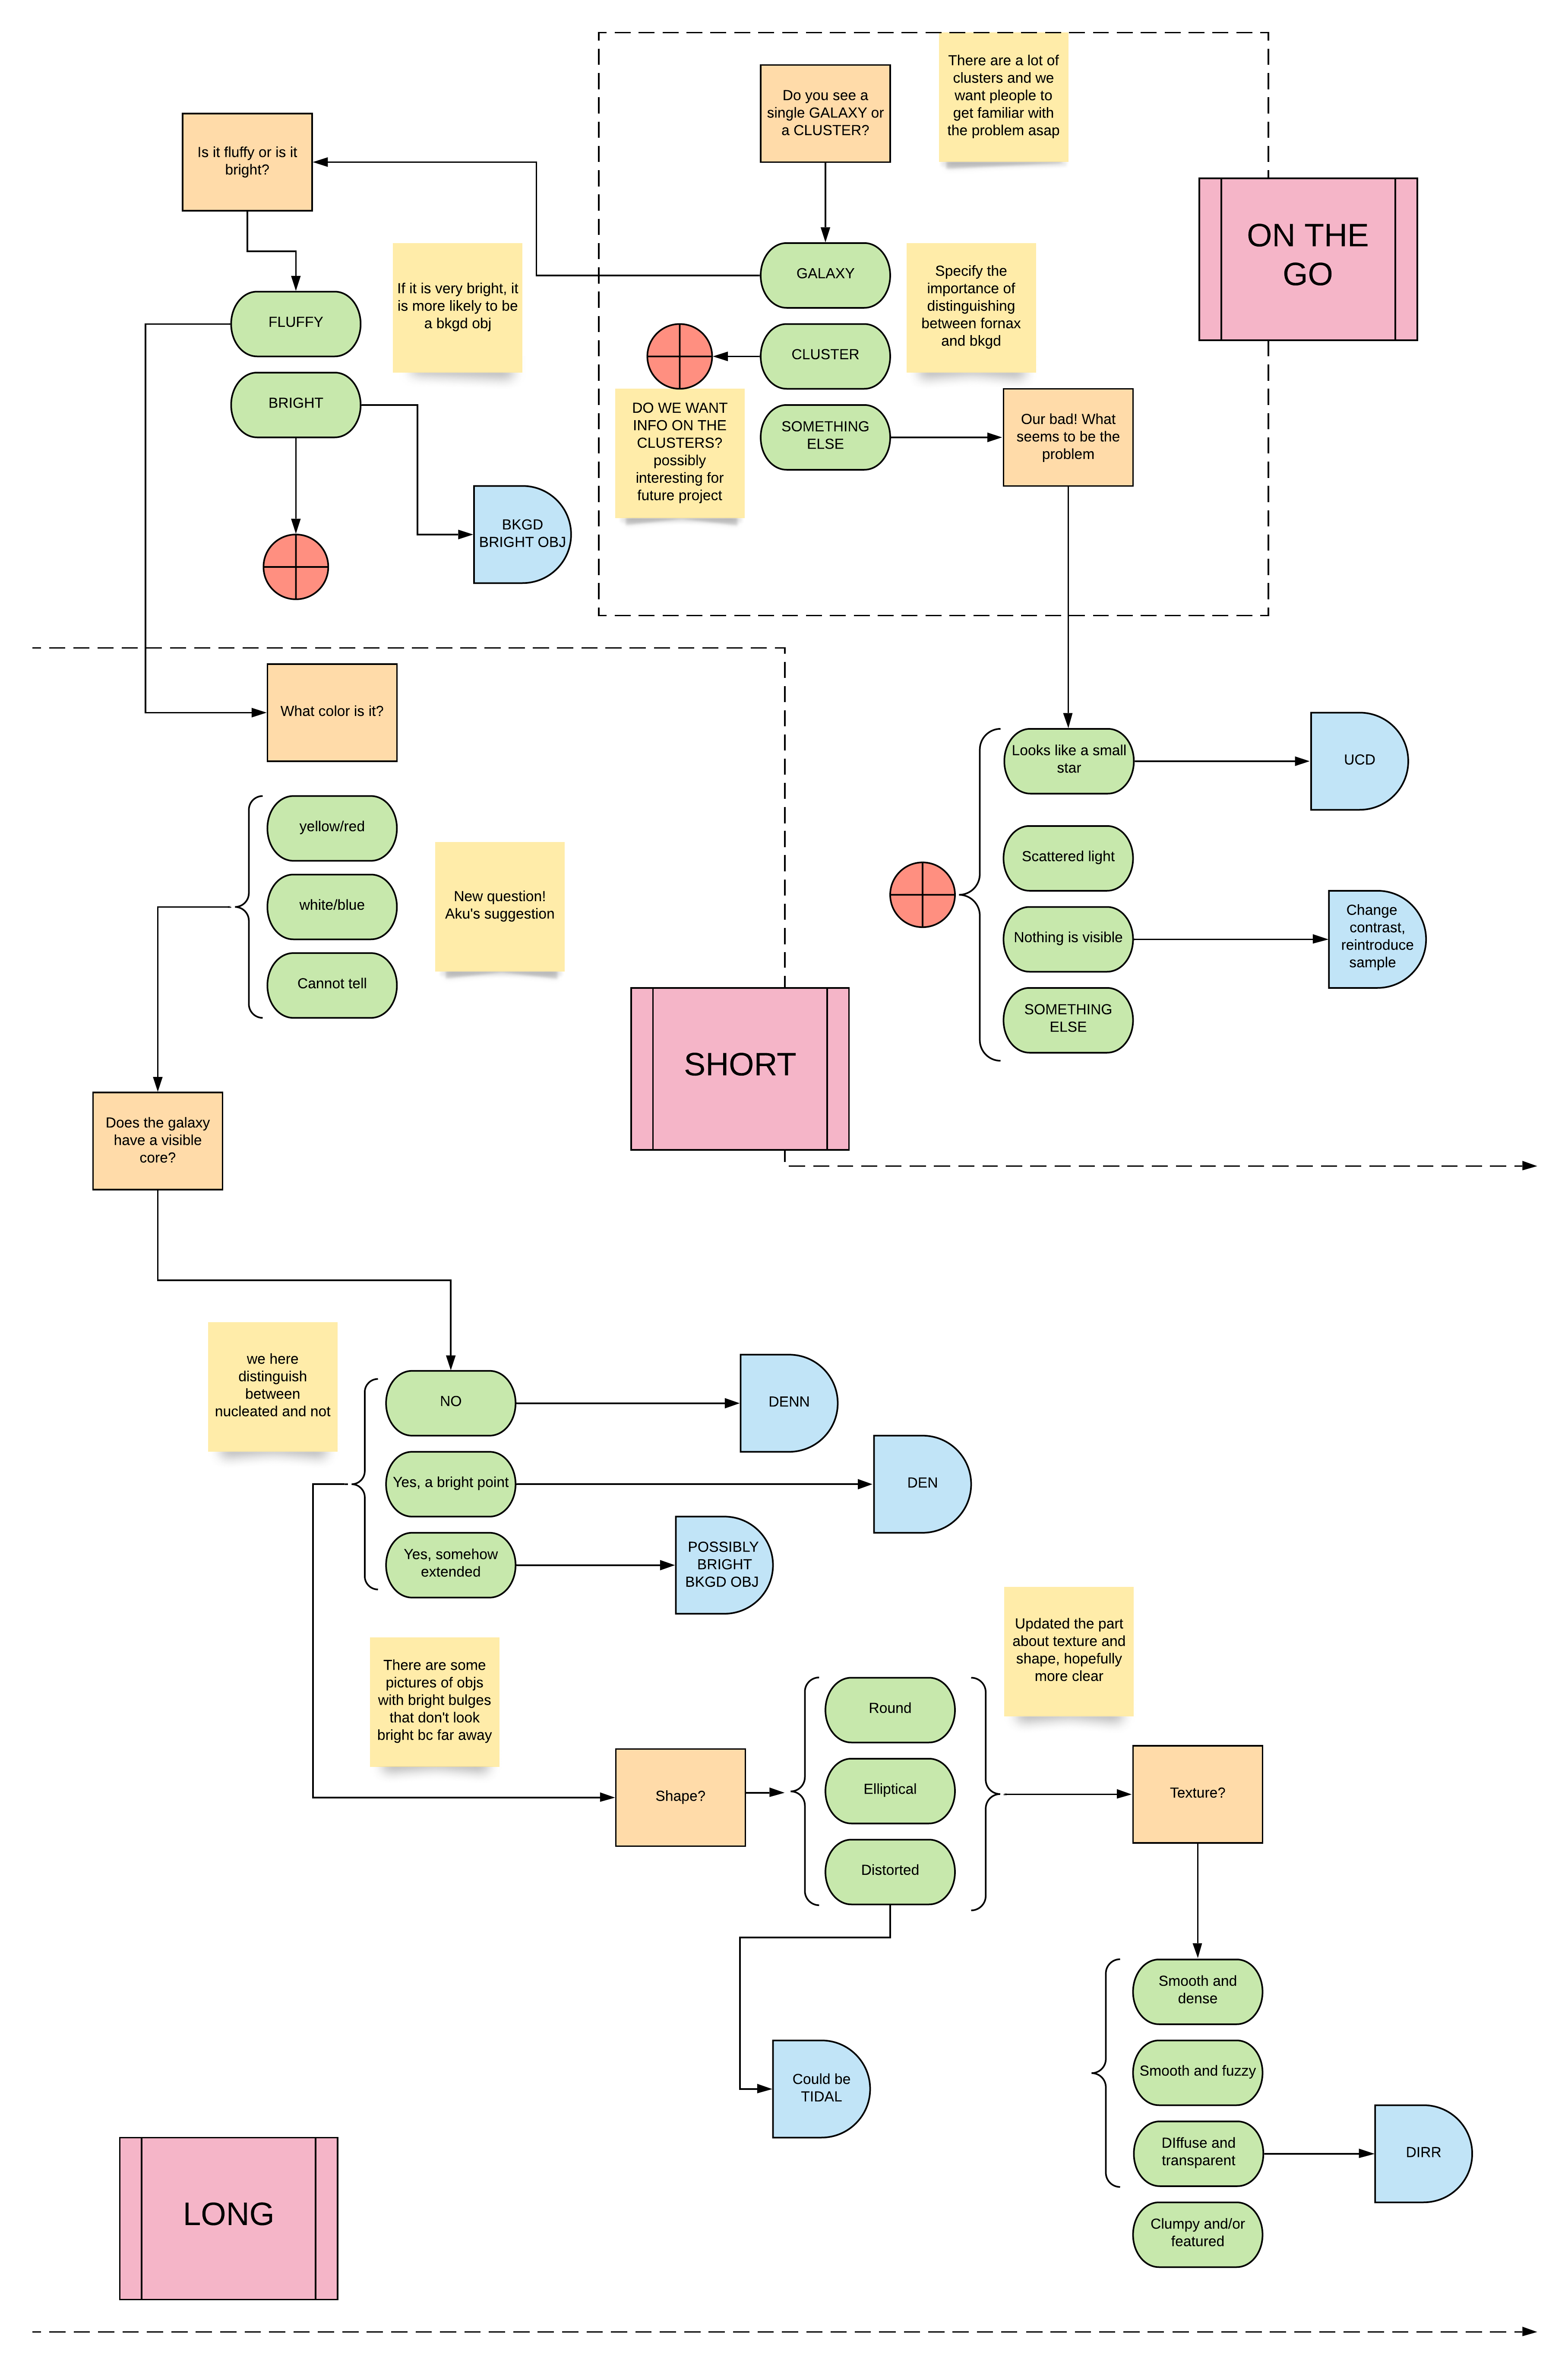 There are a lot of
clusters and we
want pleople to
get familiar with
the problem asap
Do you see a
single GALAXY or
a CLUSTER?
Is it fluffy or is it
bright?
ON THE
GO
GALAXY
Specify the
importance of
distinguishing
between fornax
and bkgd
If it is very bright, it
is more likely to be
a bkgd obj
FLUFFY
CLUSTER
BRIGHT
DO WE WANT
INFO ON THE
CLUSTERS?
possibly
interesting for
future project
SOMETHING
ELSE
Our bad! What
seems to be the
problem
BKGD
BRIGHT OBJ
What color is it?
Looks like a small
star
UCD
yellow/red
Scattered light
white/blue
New question!
Aku's suggestion
Nothing is visible
Change
contrast,
reintroduce
sample
Cannot tell
SOMETHING
ELSE
SHORT
Does the galaxy
have a visible
core?
we here
distinguish
between
nucleated and not
NO
DENN
Yes, a bright point
DEN
Yes, somehow
extended
POSSIBLY
BRIGHT
BKGD OBJ
Updated the part
about texture and
shape, hopefully
more clear
There are some
pictures of objs
with bright bulges
that don't look
bright bc far away
Round
Shape?
Elliptical
Texture?
Distorted
Smooth and
dense
Could be
TIDAL
Smooth and fuzzy
DIffuse and
transparent
DIRR
LONG
Clumpy and/or
featured